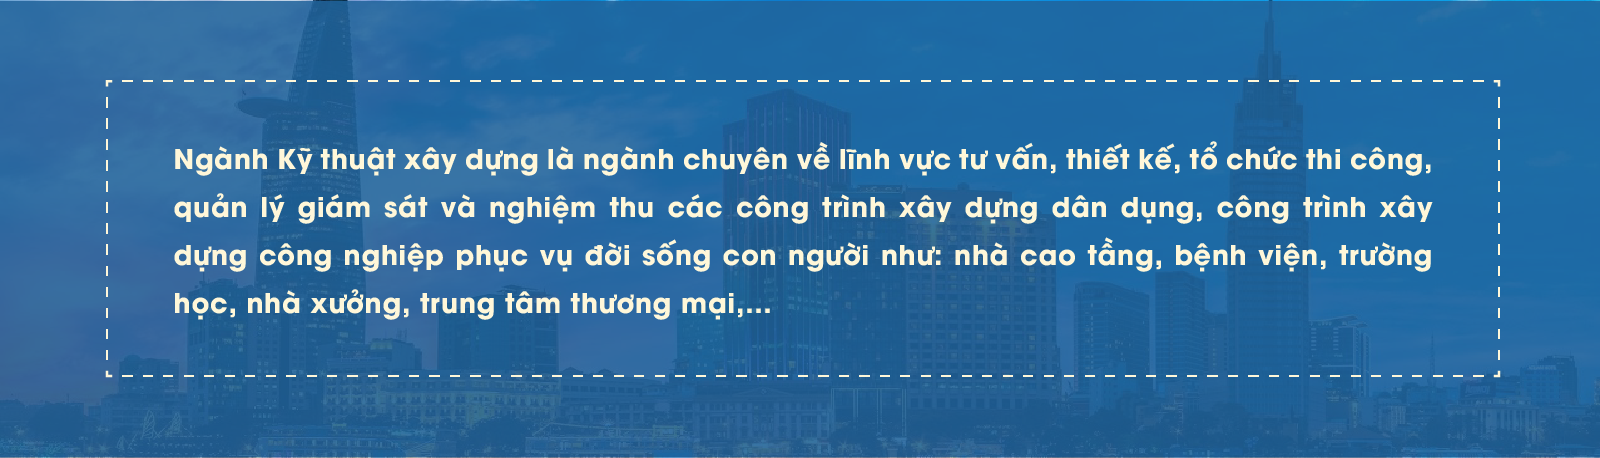 Ngành Kỹ thuật xây dựng là ngành chuyên về lĩnh vực tư vấn, thiết kế, tổ chức thi công,
quản lý giám sát và nghiệm thu các công trình xây dựng dân dụng, công trình xây
dựng công nghiệp phục vụ đời sống con người như: nhà cao tầng, bệnh viện, trường
học, nhà xưởng, trung tâm thương mại,...